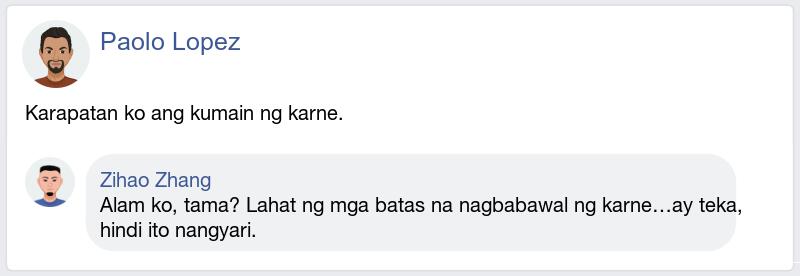 Paolo Lopez
Karapatan ko ang kumain ng karne.
Zihao Zhang
Alam ko, tama? Lahat ng mga batas na nagbabawal ng karne…ay teka,
hindi ito nangyari.